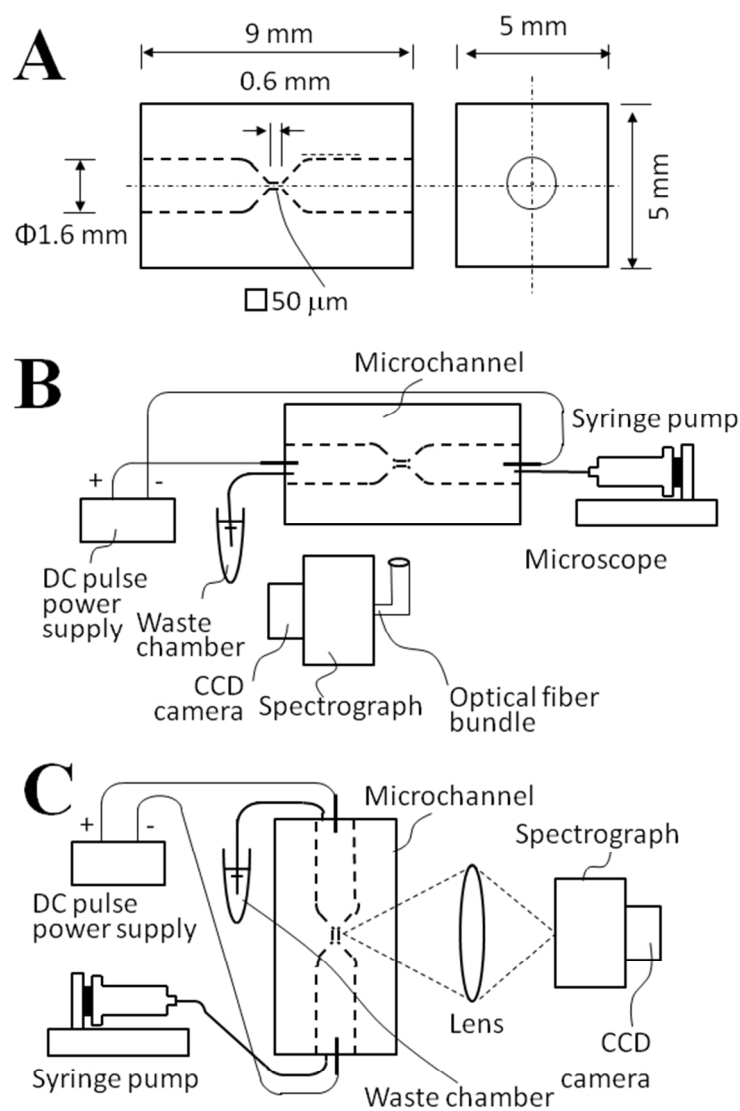 A
9 mm
5 mm
0.6 mm
5 mm
Φ1.6 mm
□50 μm
B
Microchannel
Syringe pump
+
-
Microscope
DC pulse
power
supply
Waste
chamber
CCD
camera
Spectrograph
Optical fiber
bundle
C
Microchannel
Spectrograph
+
-
DC pulse
power supply
Lens
CCD
camera
Syringe pump
Waste chamber